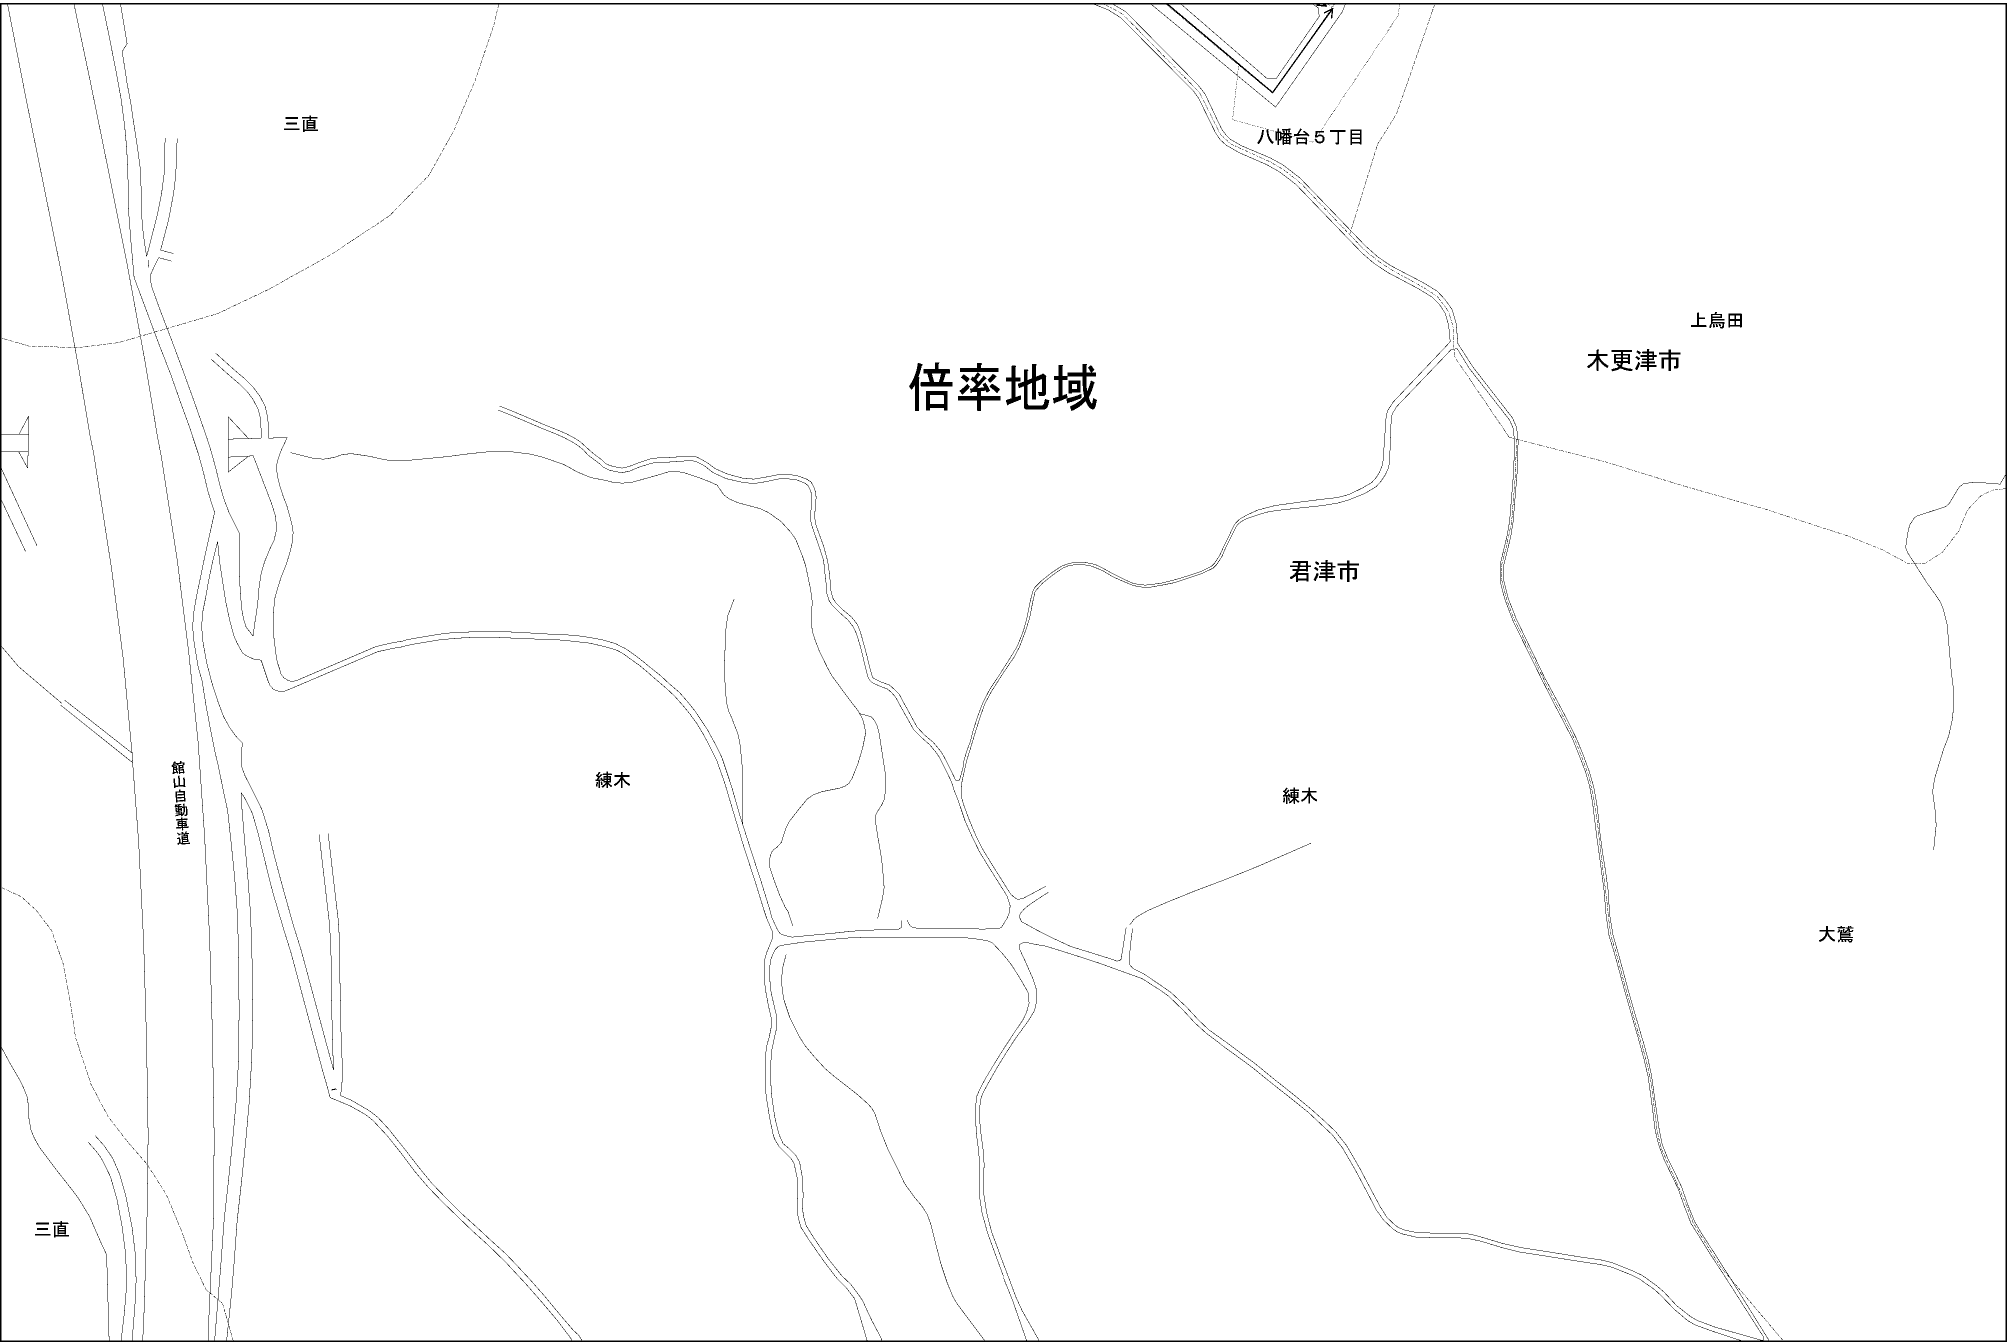 三直
八幡台５丁目
上烏田
木更津市
倍率地域
君津市
練木
練木
館山自動車道
大鷲
三直